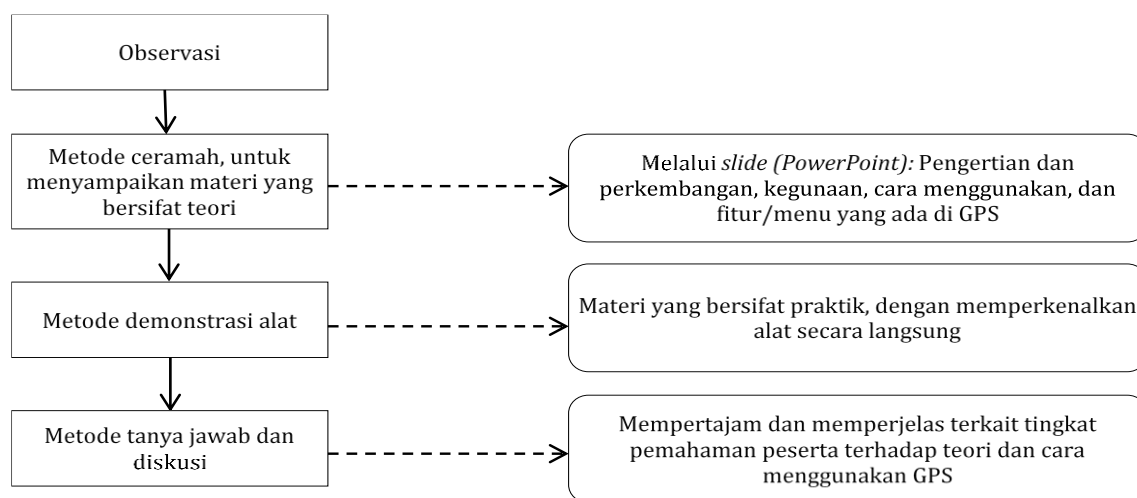 Observasi
Metode ceramah, untuk
menyampaikan materi yang
bersifat teori
Melalui slide (PowerPoint): Pengertian dan
perkembangan, kegunaan, cara menggunakan, dan
fitur/menu yang ada di GPS
Metode demonstrasi alat
Materi yang bersifat praktik, dengan memperkenalkan
alat secara langsung
Metode tanya jawab dan
diskusi
Mempertajam dan memperjelas terkait tingkat
pemahaman peserta terhadap teori dan cara
menggunakan GPS